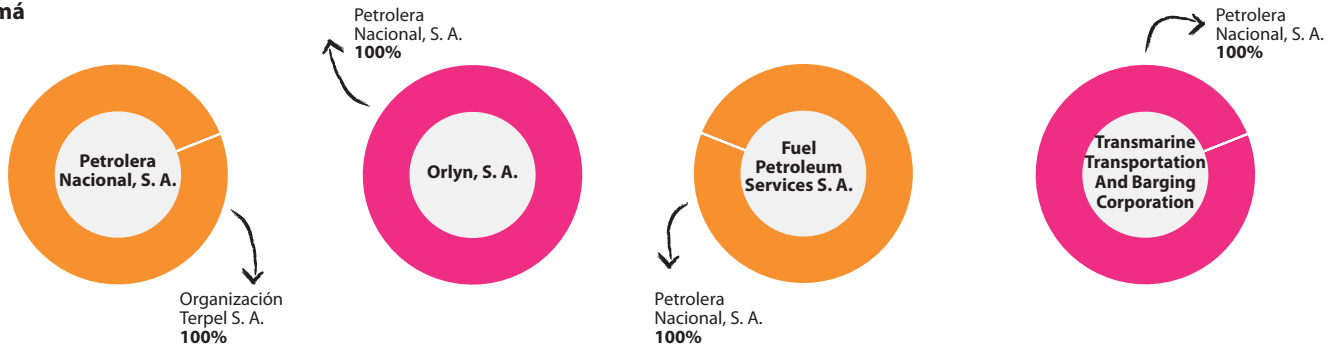 má
Petrolera
Nacional, S. A.
100%
Petrolera
Nacional, S. A.
100%
Petrolera
Nacional, S. A.
Orlyn, S. A.
Fuel
Petroleum
Services S. A.
Transmarine
Transportation
And Barging
Corporation
Organización
Terpel S. A.
100%
Petrolera
Nacional, S. A.
100%